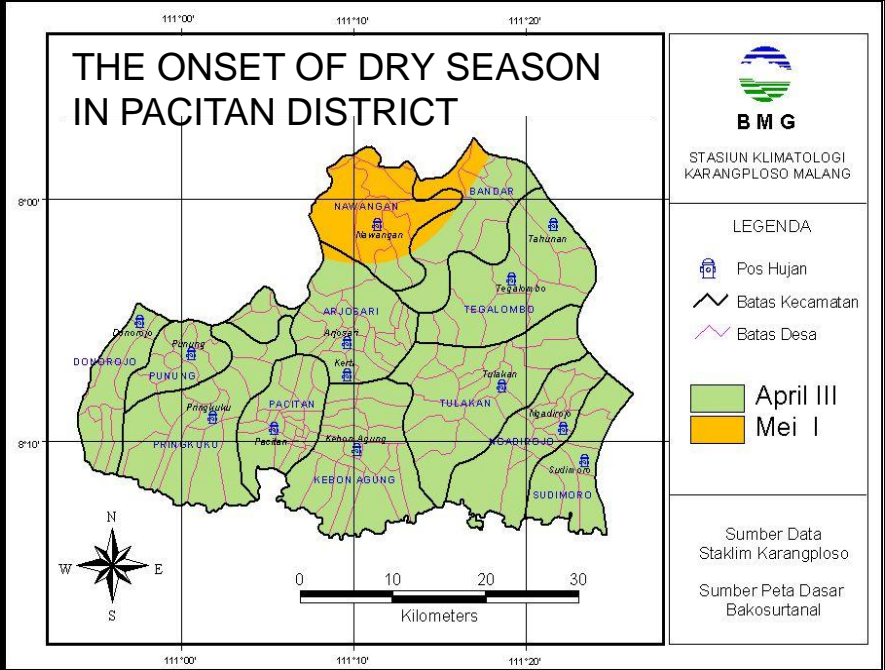 111°00'
111°10'
111°20'
THE ONSET OF DRY SEASON
IN PACITAN DISTRICT
8°00'
8°10'
BANDAR
NAWANGAN
Nawangan
Tahunan
Tegalombo
TEGALOMBO
ARJOSARI
Arjosari
Donorojo
Punung
DONOROJO
PUNUNG
Tulakan
PACITAN
TULAKAN
Pringkuku
Ngadirojo
Pacitan
Kebon Agung
PRINGKUKU
NGADIROJO
Sudimoro
KEBON AGUNG
SUDIMORO
N
W
E
S
0 10 20 30
Kilometers
111°00'
111°10'
111°20'
BMG
STASIUN KLIMATOLOGI
KARANGPLOSO MALANG
LEGENDA
Pos Hujan
Batas Kecamatan
Batas Desa
April III
Mei I
Sumber Data
Staklim Karangploso
Sumber Peta Dasar
Bakosurtanal